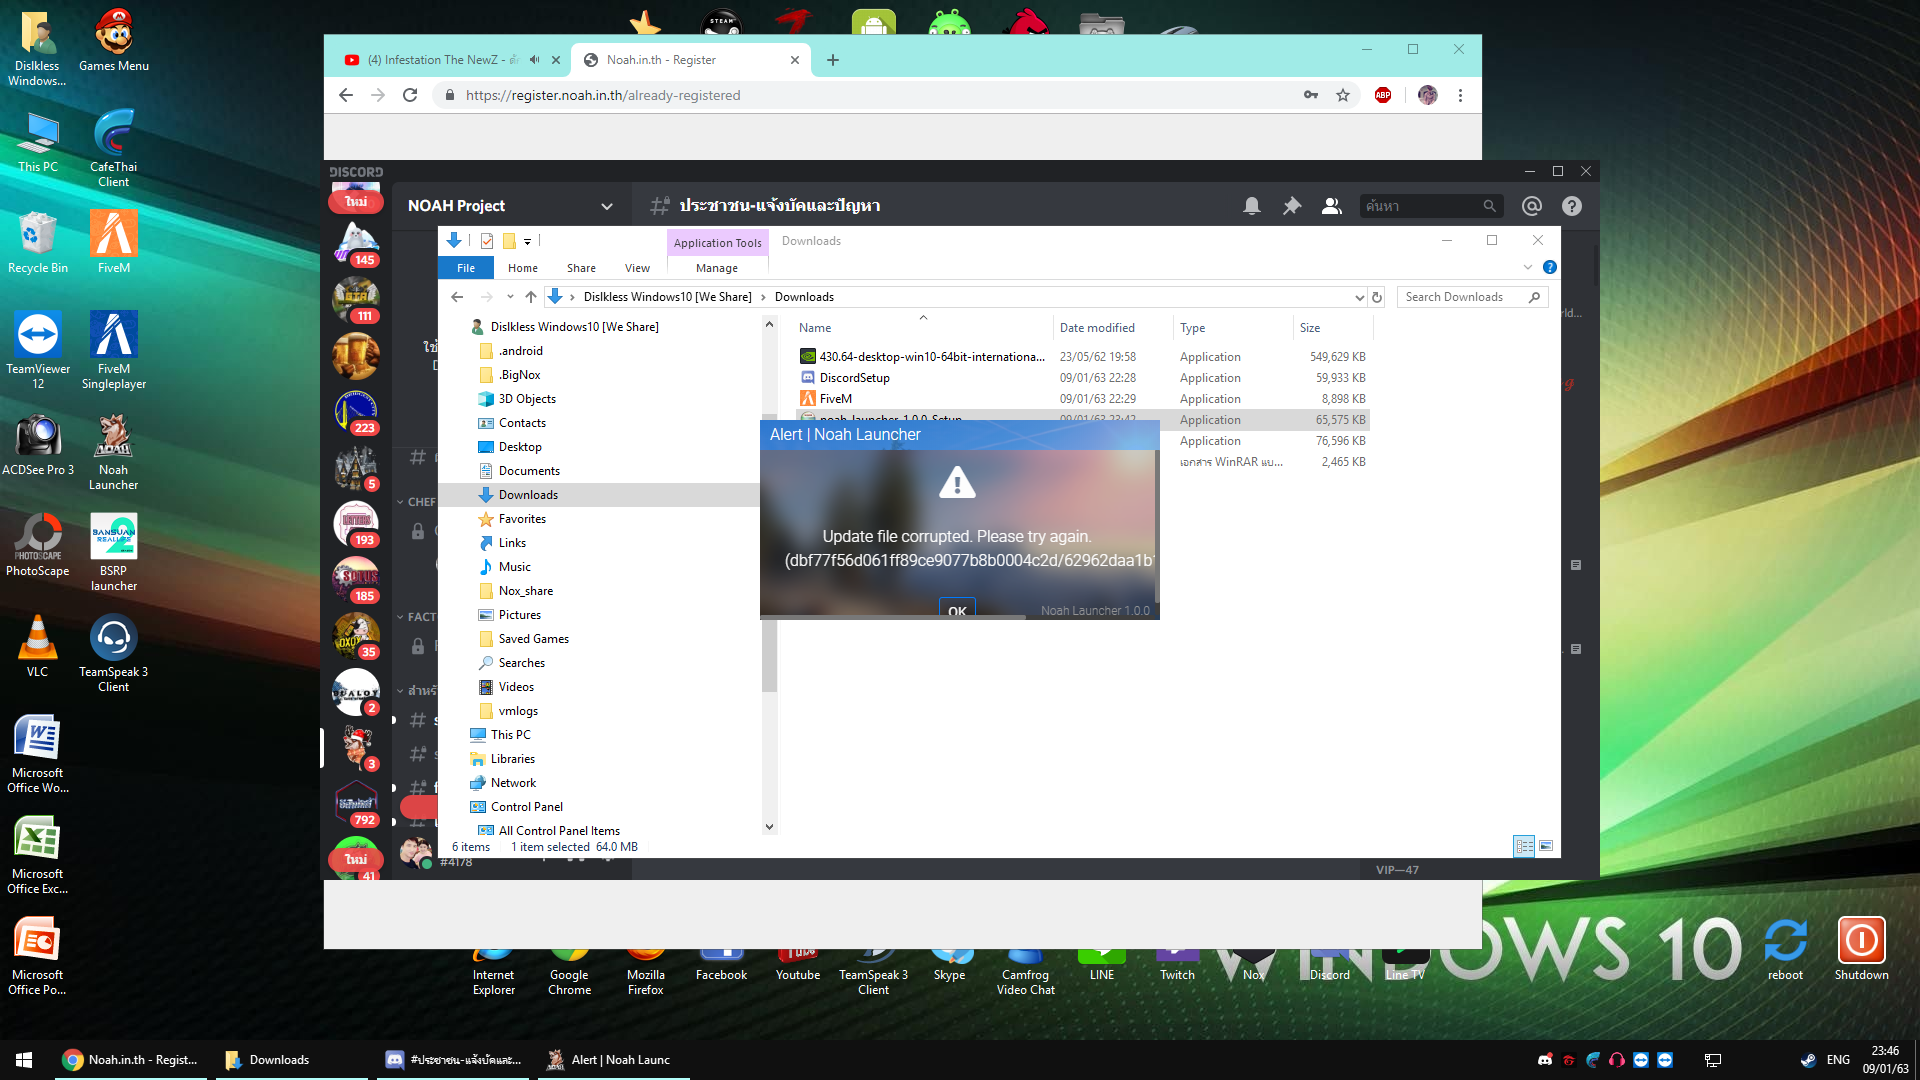 Dislkless
Windows...
Games Menu
This PC
CafeThai
Client
Recycle Bin
FiveM
TeamViewer
12
FiveM
Singleplayer
ACDSee Pro 3
Noah
Launcher
PHOTOSCAPE
PhotoScape
BANSUAN
BSRP
launcher
VLC
TeamSpeak 3
Client
Microsoft
Office Wo...
Microsoft
Office Exc...
Microsoft
Office Po...
STEAM
(4) Infestation The NewZ - ตั
Noah.in.th - Register
https://register.noah.in.th/already-registered
ABP
DISCORD
ใหม่
145
111
223
5
193
185
35
2
3
792
ใหม่
41
NOAH Project
ประชาชน-แจ้งบัคและปัญหา
ค้นหา
CHEF
FACT
#4178
VIP—47
Application Tools
Downloads
File
Home
Share
View
Manage
Dislkless Windows10 [We Share]
Downloads
Search Downloads
Dislkless Windows10 [We Share]
.android
.BigNox
3D Objects
Contacts
Desktop
Documents
Downloads
Favorites
Links
Music
Nox_share
Pictures
Saved Games
Searches
Videos
vmlogs
This PC
Libraries
Network
Control Panel
All Control Panel Items
Name
Date modified
Type
Size
430.64-desktop-win10-64bit-internationa... 23/05/62 19:58 Application 549,629 KB
DiscordSetup 09/01/63 22:28 Application 59,933 KB
FiveM 09/01/63 22:29 Application 8,898 KB
noah-launcher-1.0.0-Setup 09/01/63 23:42 Application 65,575 KB
Application 76,596 KB
เอกสาร WinRAR แบ... 2,465 KB
6 items
1 item selected 64.0 MB
Alert | Noah Launcher
Update file corrupted. Please try again.
(dbf77f56d061ff89ce9077b8b0004c2d/62962daa1b
OK
Noah Launcher 1.0.0
WINDOWS 10
Internet
Explorer
Google
Chrome
Mozilla
Firefox
Facebook
Youtube
TeamSpeak 3
Client
Skype
Camfrog
Video Chat
LINE
Twitch
Nox
Discord
Line TV
reboot
Shutdown
Noah.in.th - Regist...
Downloads
#ประชาชน-แจ้งบัคและ...
Alert | Noah Launc
ENG
23:46
09/01/63